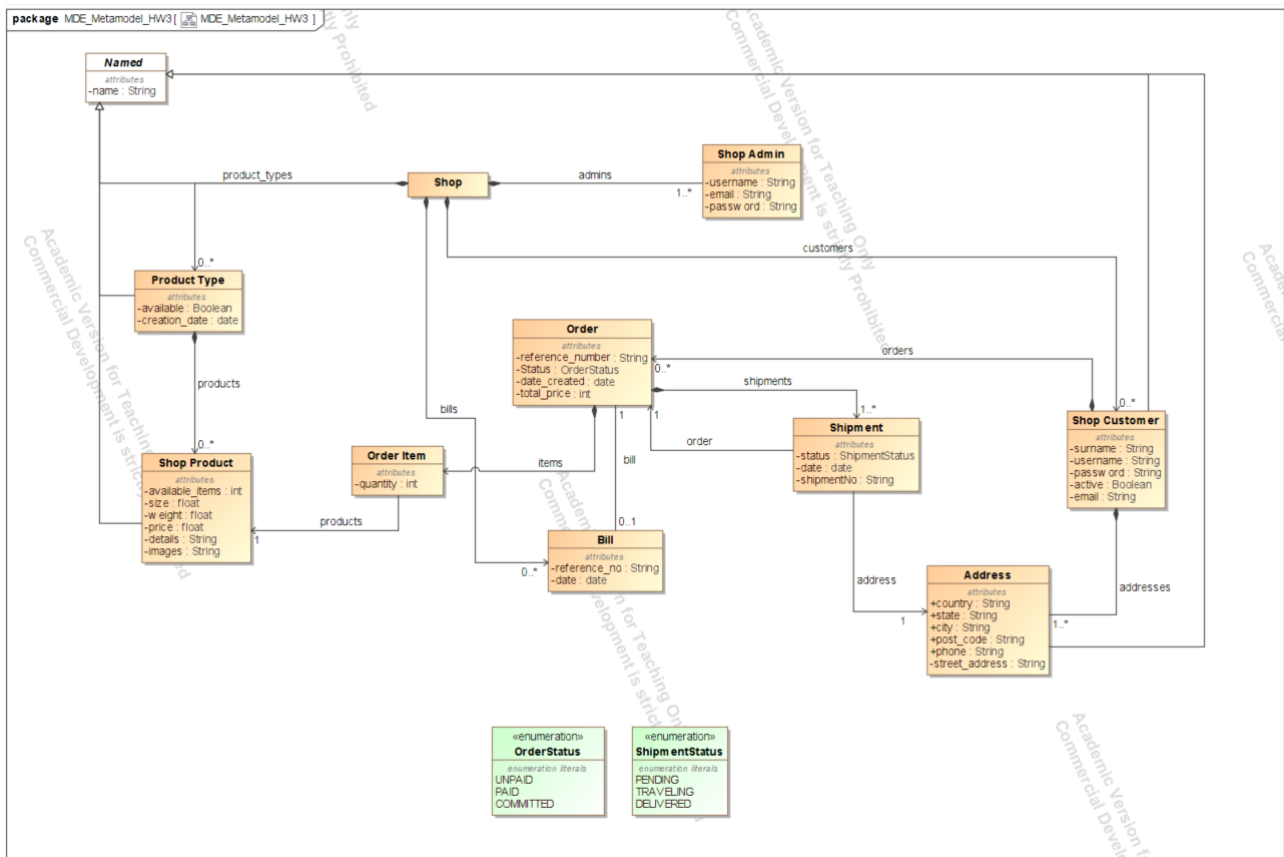 package MDE_Metamodel_HW3 [ MDE_Metamodel_HW3 ]
Named
attributes
-name : String
product_types
Shop
admins
1..*
Shop Admin
attributes
-username : String
-email : String
-password : String
customers
0..*
Product Type
attributes
-available : Boolean
-creation_date : date
products
0..*
Order
attributes
-reference_number : String
-Status : OrderStatus
-date_created : date
-total_price : int
orders
0..*
shipments
1..*
bills
1
1
order
0..*
Shop Customer
attributes
-surname : String
-username : String
-password : String
-active : Boolean
-email : String
Shipment
attributes
-status : ShipmentStatus
-date : date
-shipmentNo : String
Shop Product
attributes
-available_items : int
-size : float
-weight : float
-price : float
-details : String
-images : String
Order Item
attributes
-quantity : int
items
bill
products
1
0..1
Bill
attributes
-reference_no : String
-date : date
0..*
address
1
Address
attributes
+country : String
+state : String
+city : String
+post_code : String
+phone : String
-street_address : String
addresses
1..*
«enumeration»
OrderStatus
enumeration literals
UNPAID
PAID
COMMITTED
«enumeration»
ShipmentStatus
enumeration literals
PENDING
TRAVELING
DELIVERED
Academic Version for Teaching Only
Commercial Development is strictly Prohibited